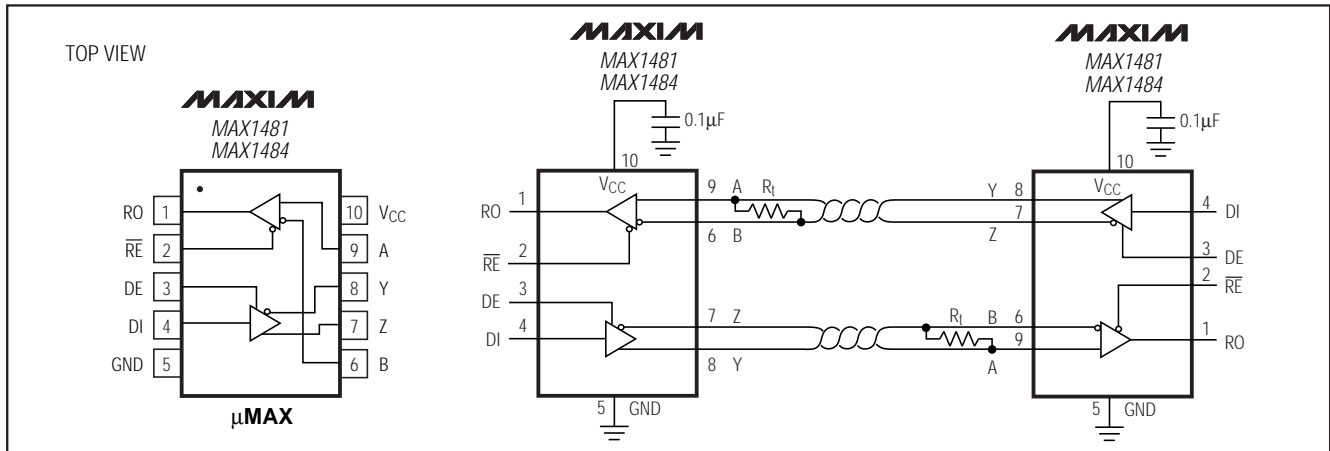 TOP VIEW
MAXIM
MAX1481
MAX1484
RO 1
RE 2
DE 3
DI 4
GND 5
10 VCC
9 A
8 Y
7 Z
6 B
µMAX
MAXIM
MAX1481
MAX1484
0.1µF
10
VCC
1
RO
2
RE
3
DE
4
DI
9 A Rt
6 B
7 Z
8 Y
5 GND
MAXIM
MAX1481
MAX1484
0.1µF
10
VCC
Y 8
7
Z
4 DI
3
DE
2
RE
1
RO
Rt B 6
9
A
5 GND